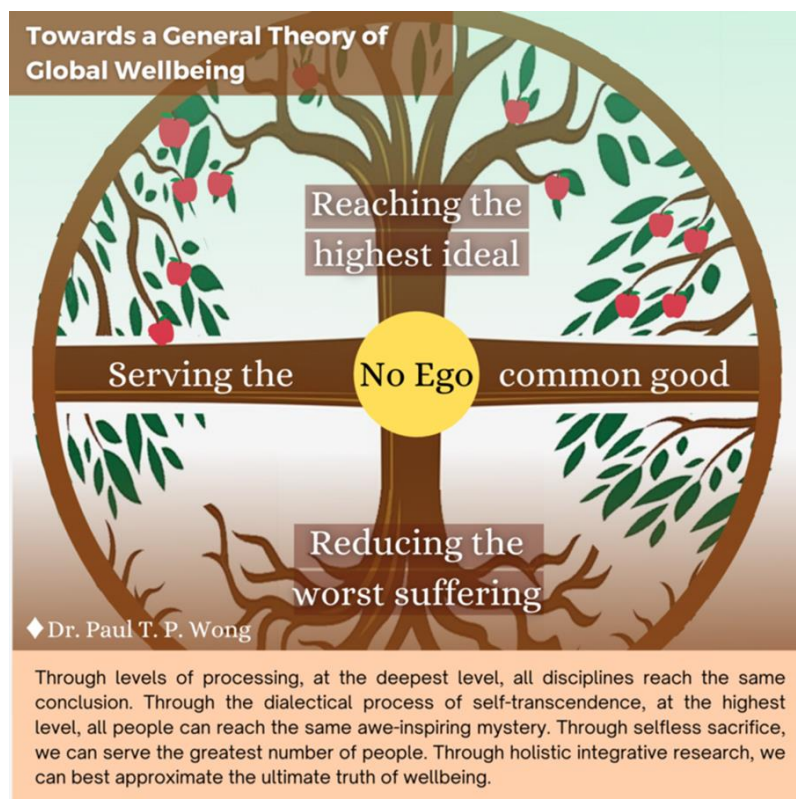 Towards a General Theory of
Global Wellbeing
Reaching the
highest ideal
Serving the No Ego common good
Reducing the
worst suffering
♦Dr. Paul T. P. Wong
Through levels of processing, at the deepest level, all disciplines reach the same
conclusion. Through the dialectical process of self-transcendence, at the highest
level, all people can reach the same awe-inspiring mystery. Through selfless sacrifice,
we can serve the greatest number of people. Through holistic integrative research, we
can best approximate the ultimate truth of wellbeing.